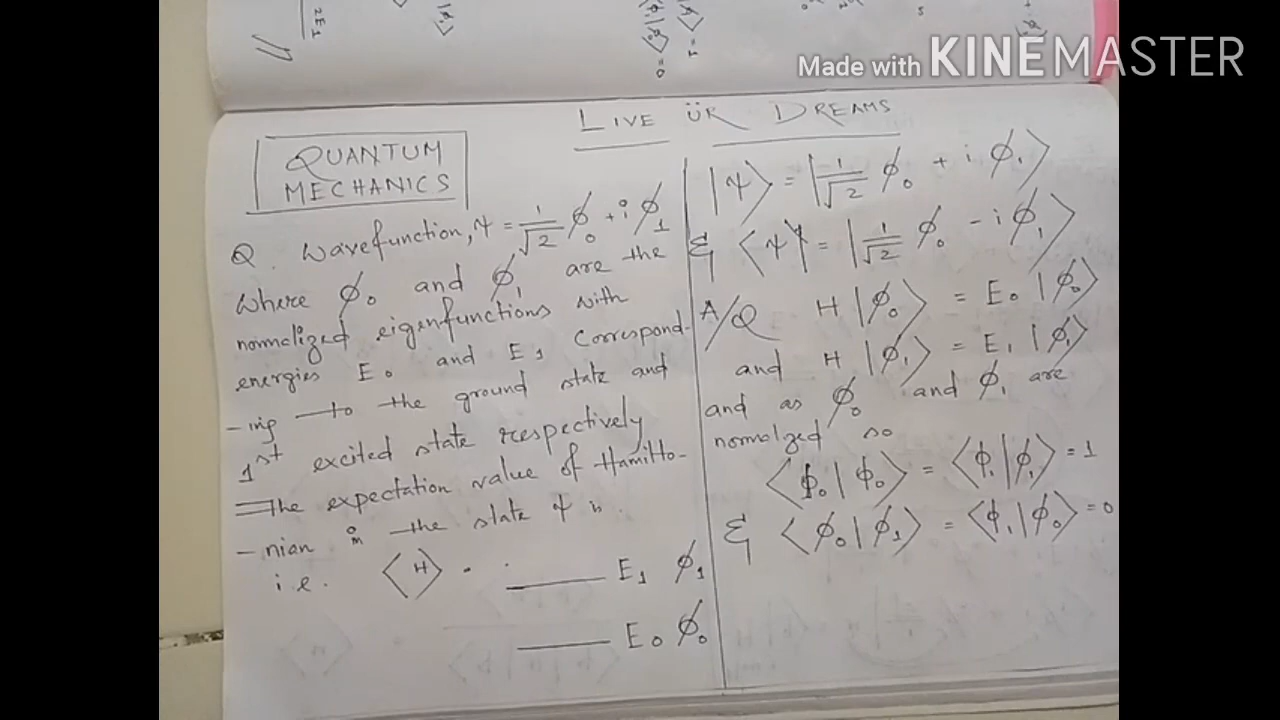 2E1
Made with KINEMASTER
LIVE ÜR DREAMS
QUANTUM
MECHANICS
Q. Wavefunction, ψ = 1/√2 ϕ₀ + i ϕ₁
where ϕ₀ and ϕ₁ are the
normalized eigenfunctions with
energies E₀ and E₁ Correspond-
-ing to the ground state and
1st excited state respectively
The expectation value of Hamilto-
-nian in the state ψ is.
i.e. ⟨H⟩ -
E₁ ϕ₁
E₀ ϕ₀
|ψ⟩ = |1/√2 ϕ₀ + i ϕ₁⟩
& ⟨ψ| = |1/√2 ϕ₀ - i ϕ₁⟩
A/Q H |ϕ₀⟩ = E₀ |ϕ₀⟩
and H |ϕ₁⟩ = E₁ |ϕ₁⟩
and as ϕ₀ and ϕ₁ are
normalzed so
⟨ϕ₀|ϕ₀⟩ = ⟨ϕ₁|ϕ₁⟩ = 1
& ⟨ϕ₀|ϕ₁⟩ = ⟨ϕ₁|ϕ₀⟩ = 0